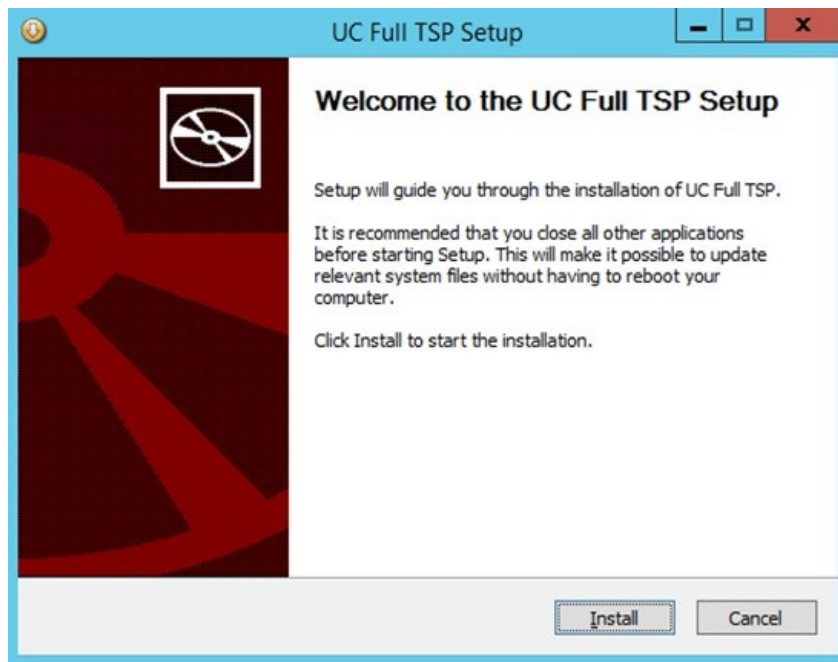 UC Full TSP Setup
Welcome to the UC Full TSP Setup
Setup will guide you through the installation of UC Full TSP.
It is recommended that you close all other applications
before starting Setup. This will make it possible to update
relevant system files without having to reboot your
computer.
Click Install to start the installation.
Install
Cancel